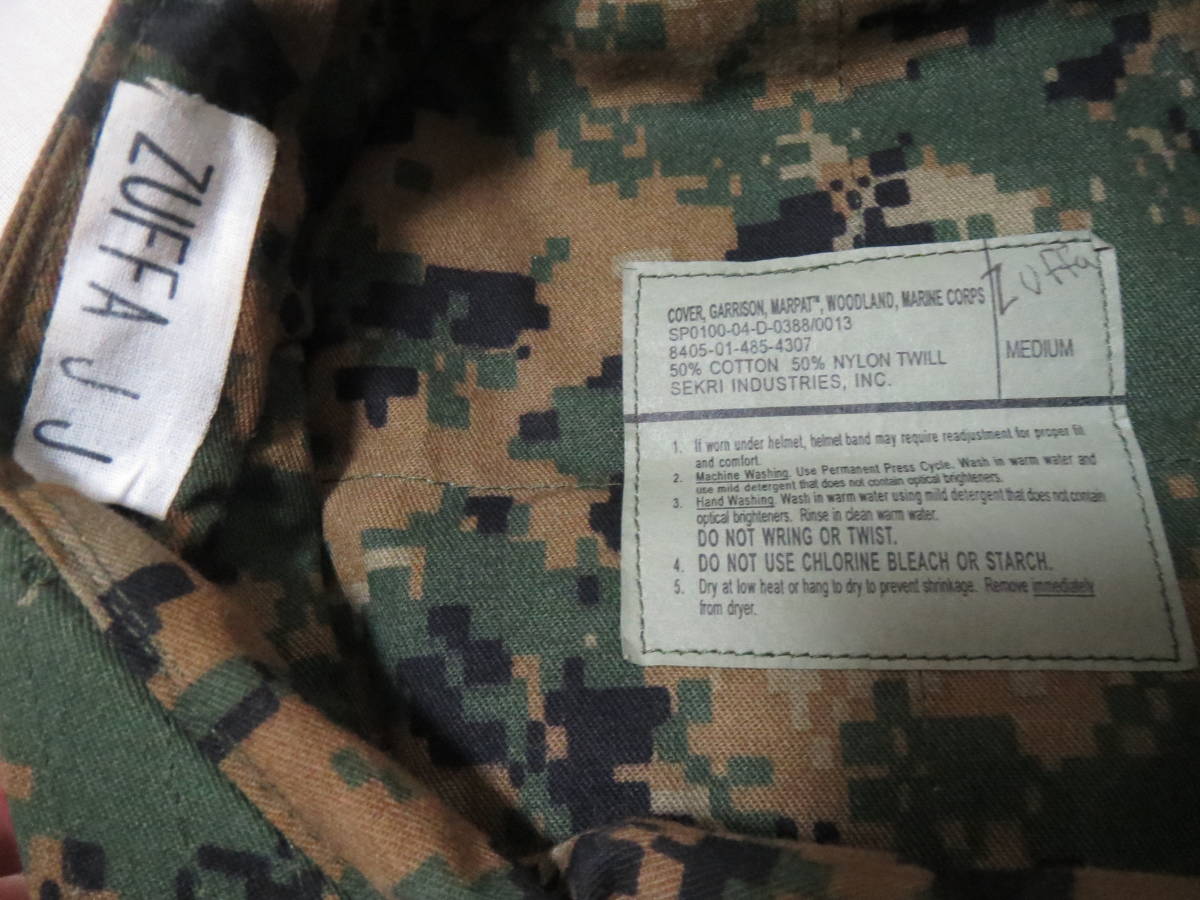 ZUFFA J J
COVER, GARRISON, MARPAT™, WOODLAND, MARINE CORPS
SP0100-04-D-0388/0013
8405-01-485-4307
50% COTTON 50% NYLON TWILL
SEKRI INDUSTRIES, INC.
Zuffa
MEDIUM
1. If worn under helmet, helmet band may require readjustment for proper fit
and comfort.
2. Machine Washing. Use Permanent Press Cycle. Wash in warm water and
use mild detergent that does not contain optical brighteners.
3. Hand Washing. Wash in warm water using mild detergent that does not contain
optical brighteners. Rinse in clean warm water.
DO NOT WRING OR TWIST.
4. DO NOT USE CHLORINE BLEACH OR STARCH.
5. Dry at low heat or hang to dry to prevent shrinkage. Remove immediately
from dryer.